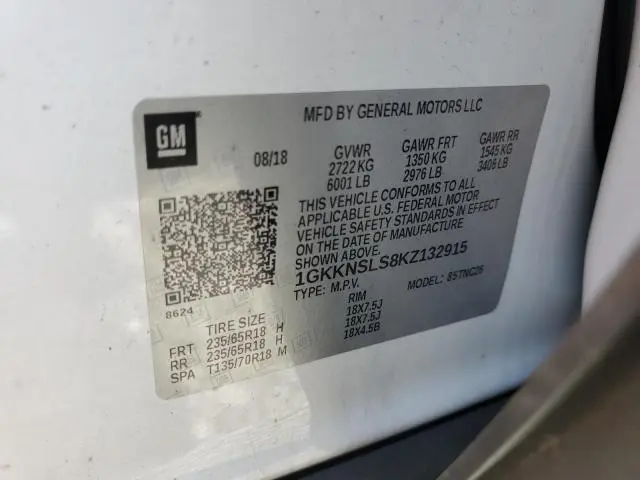 GM
MFD BY GENERAL MOTORS LLC
08/18 GVWR GAWR FRT GAWR RR
2722 KG 1350 KG 1545 KG
6001 LB 2976 LB 3406 LB
THIS VEHICLE CONFORMS TO ALL
APPLICABLE U.S. FEDERAL MOTOR
VEHICLE SAFETY STANDARDS IN EFFECT
ON THE DATE OF MANUFACTURE
SHOWN ABOVE.
1GKKNSLS8KZ132915
TYPE: M.P.V. MODEL: 85TNC26
8624
TIRE SIZE RIM
FRT 235/65R18 H 18X7.5J
RR 235/65R18 H 18X7.5J
SPA T135/70R18 M 18X4.5B